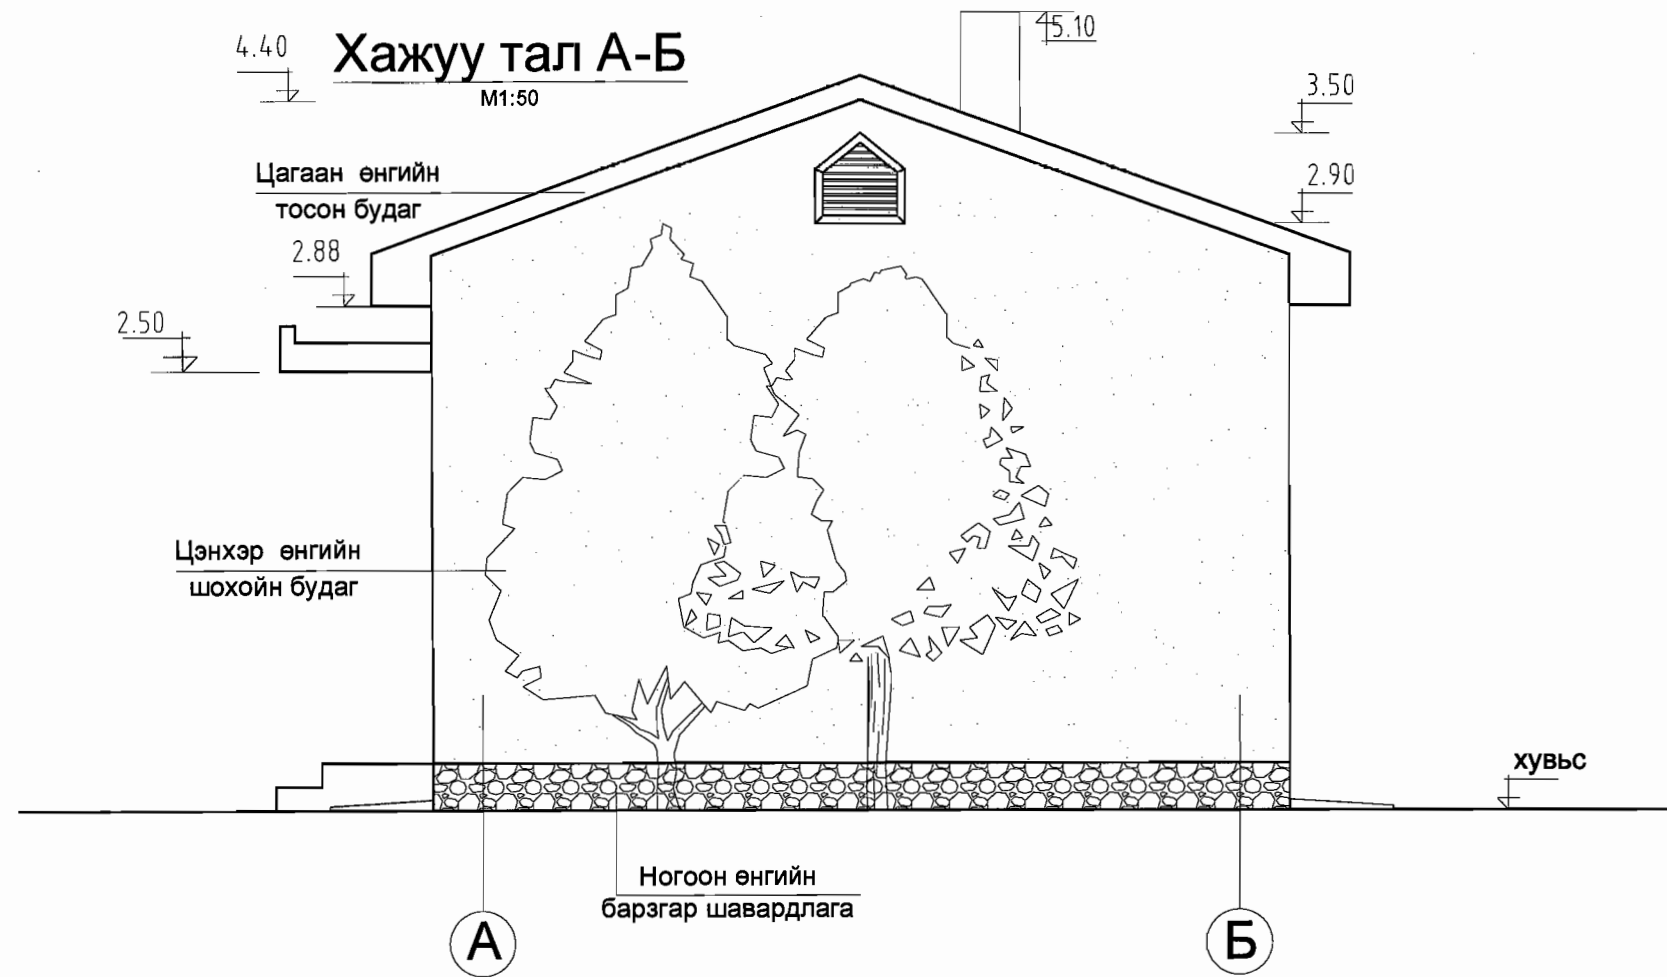 Хажуу тал А-Б
М1:50
4.40
5.10
3.50
Цагаан өнгийн
тосон будаг
2.90
2.88
2.50
Цэнхэр өнгийн
шохойн будаг
хувьс
Ногоон өнгийн
барзгар шавардлага
А
Б